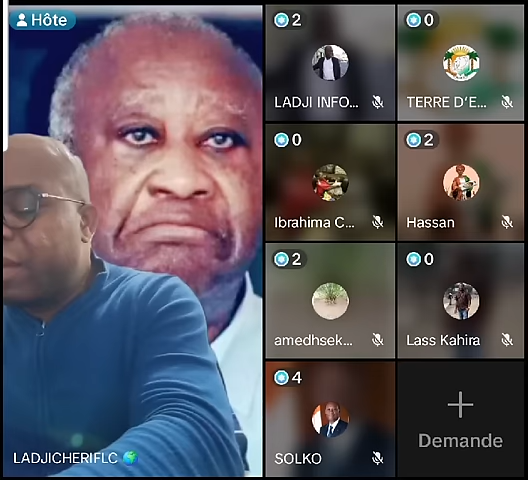 Hôte
LADJICHERIFLC
2
LADJI INFO...
0
TERRE D'E...
0
Ibrahima C...
2
Hassan
2
amedhsek...
0
Lass Kahira
4
SOLKO
Demande